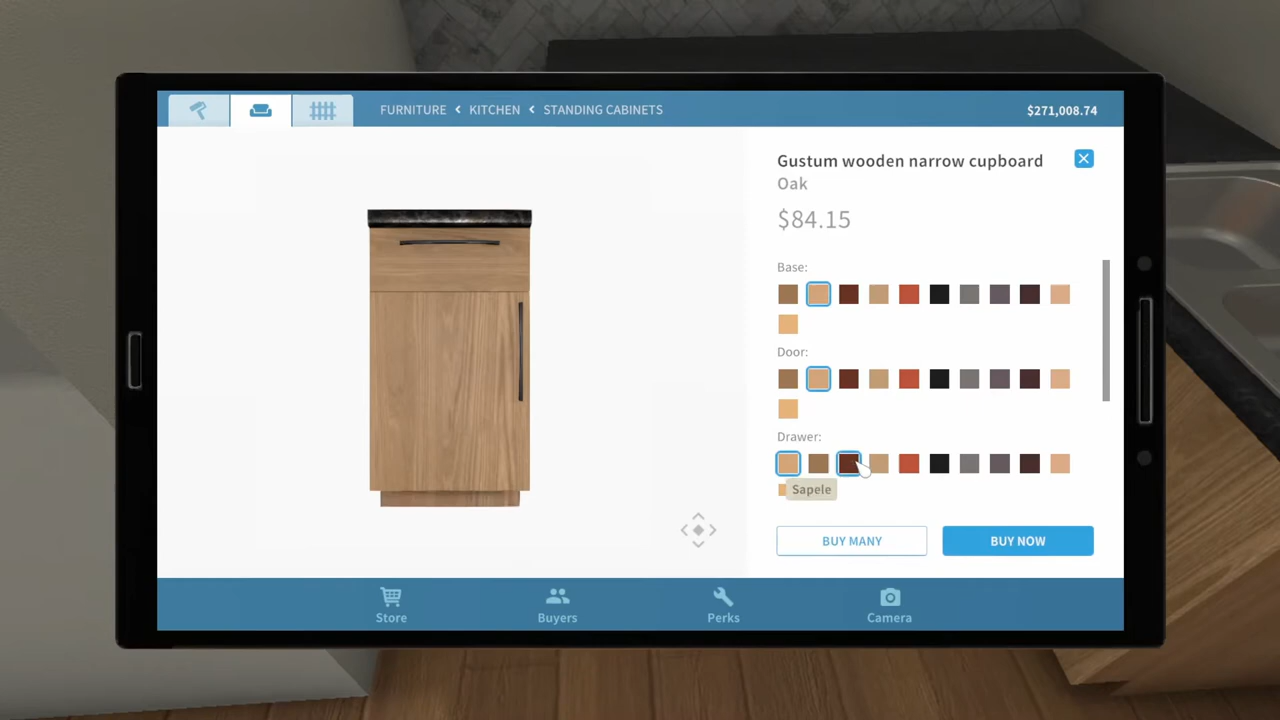 FURNITURE < KITCHEN < STANDING CABINETS
$271,008.74
Gustum wooden narrow cupboard
Oak
$84.15
Base:
Door:
Drawer:
Sapele
BUY MANY
BUY NOW
Store
Buyers
Perks
Camera